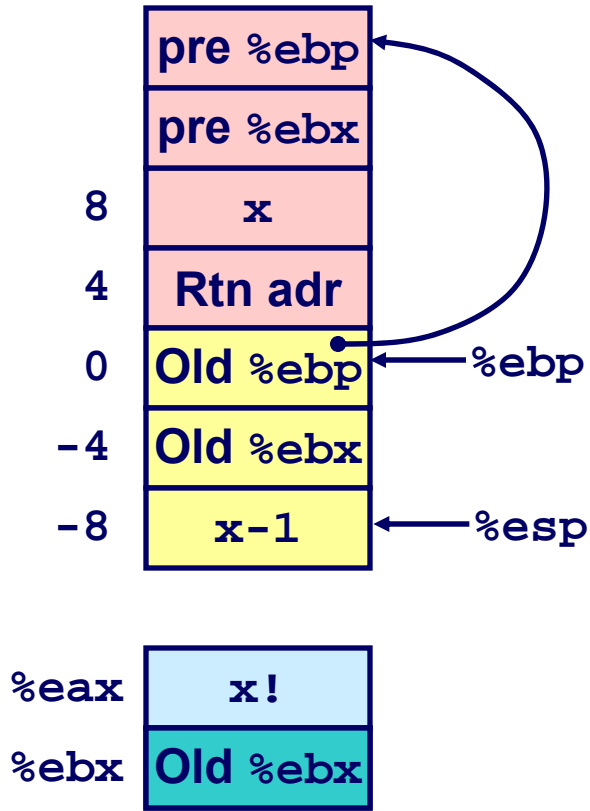 pre %ebp
pre %ebx
8 x
4 Rtn adr
0 Old %ebp %ebp
-4 Old %ebx
-8 x-1 %esp
%eax x!
%ebx Old %ebx